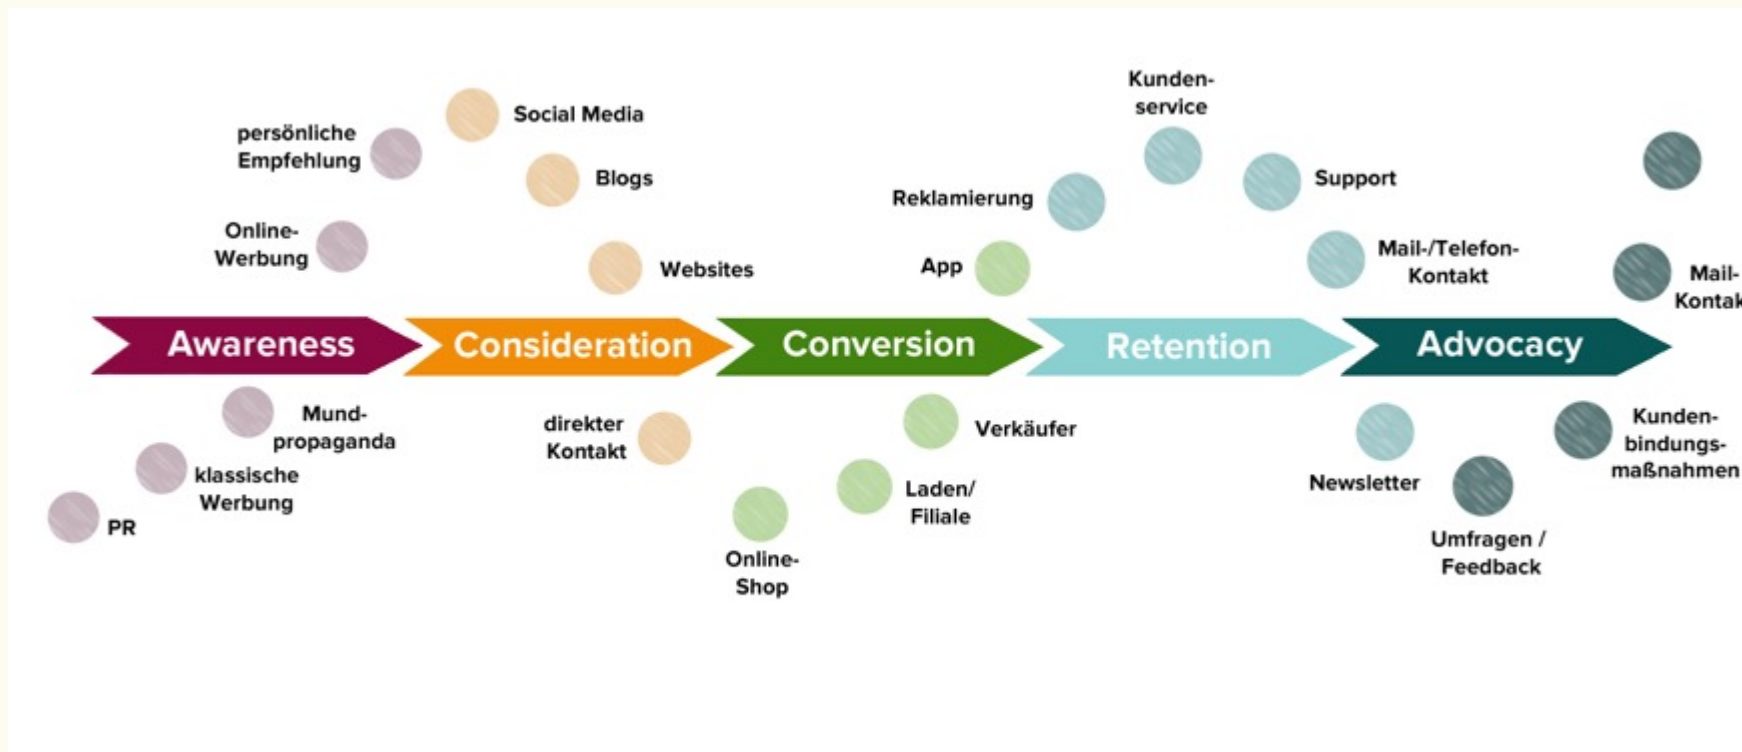 Kunden-
service
Social Media
persönliche
Empfehlung
Blogs
Support
Reklamierung
Online-
Werbung
Mail-/Telefon-
Kontakt
App
Websites
Mail-
Awareness
Consideration
Conversion
Retention
Advocacy
Mund-
propaganda
direkter
Kontakt
Verkäufer
Kunden-
bindungs-
maßnahmen
klassische
Werbung
Newsletter
Laden/
Filiale
PR
Umfragen /
Feedback
Online-
Shop